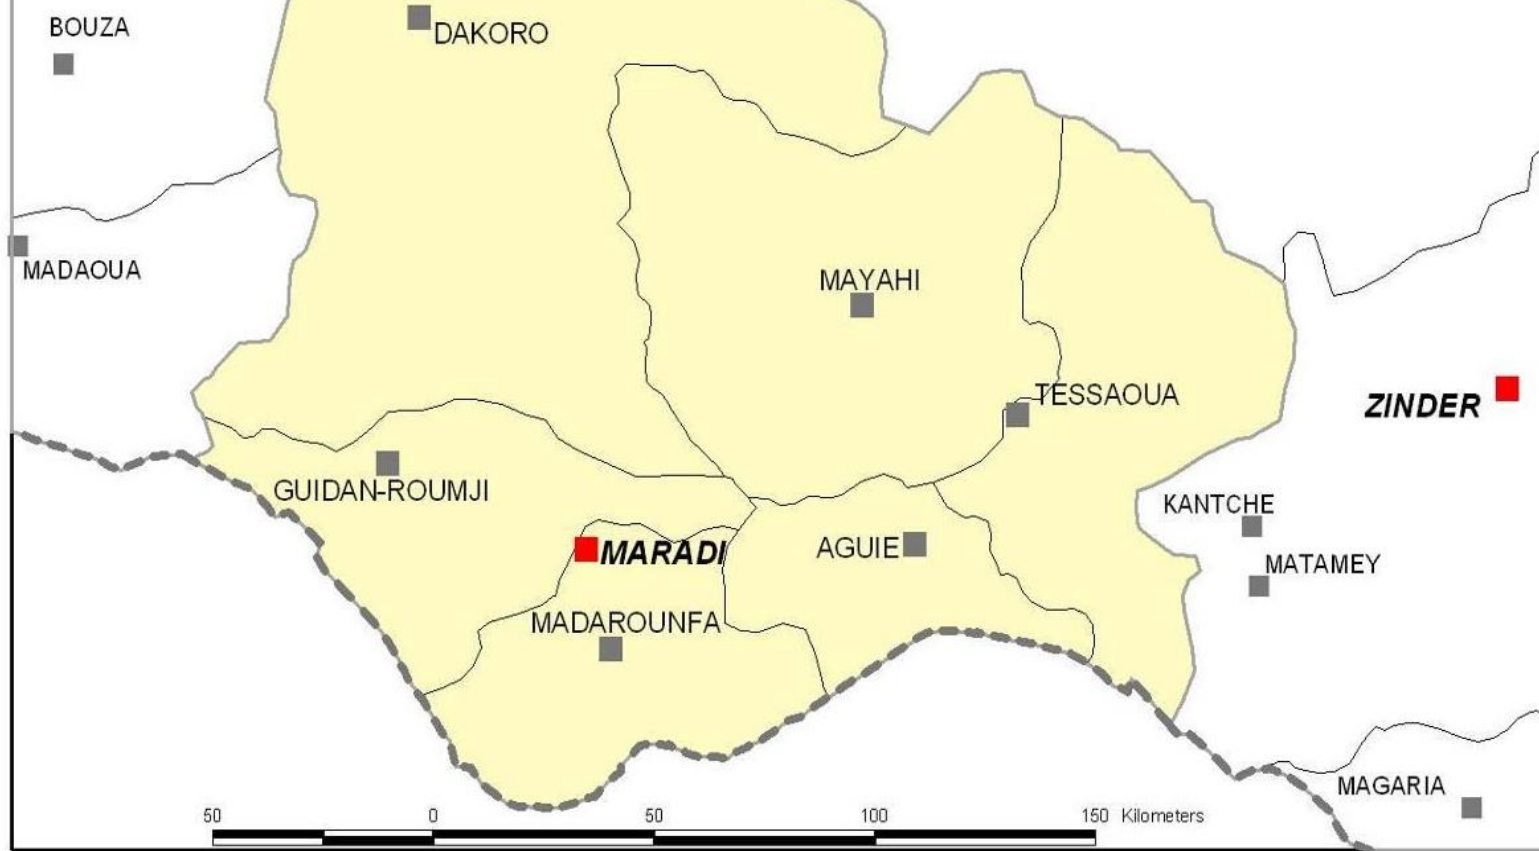 BOUZA
DAKORO
MADAOUA
MAYAHI
TESSAOUA
ZINDER
GUIDAN-ROUMJI
KANTCHE
MARADI
AGUIE
MATAMEY
MADAROUNFA
MAGARIA
50 0 50 100 150 Kilometers